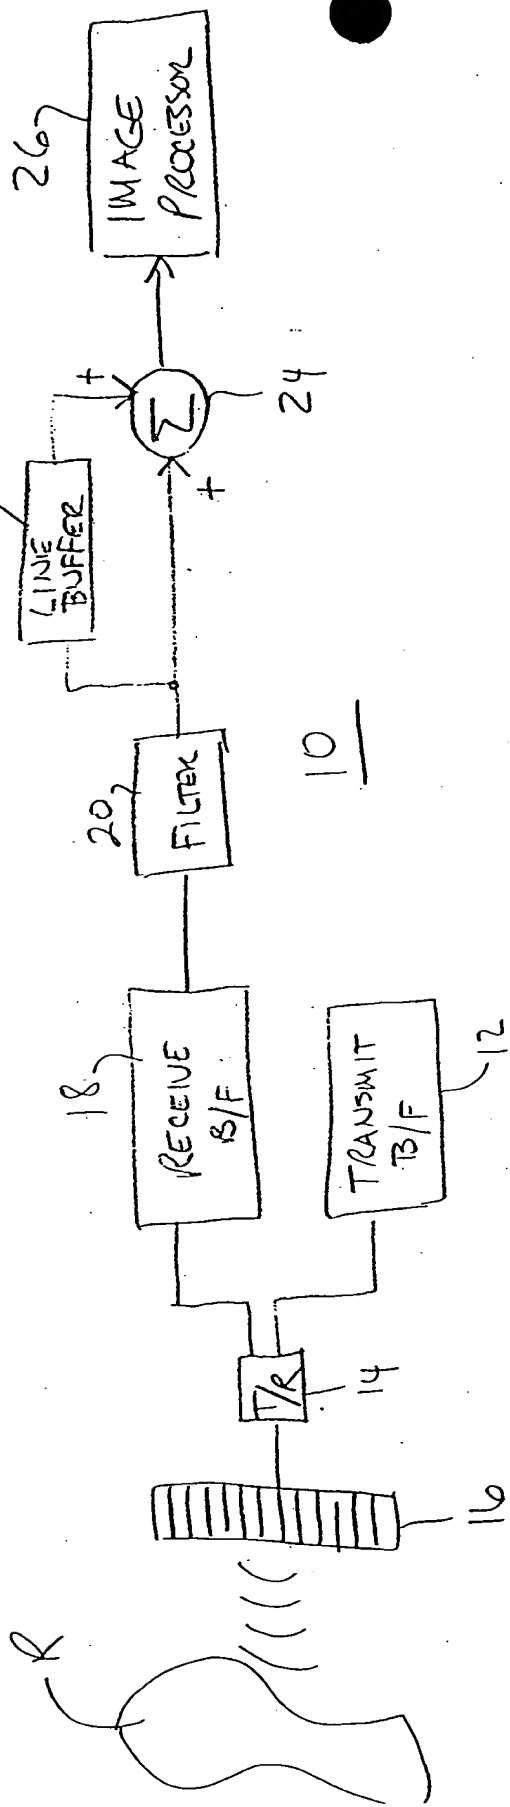 26
IMAGE
PROCESSOR
+
Σ
24
+
LINE
BUFFER
20
FILTER
10
18
RECEIVE
B/F
TRANSMIT
B/F
12
T/R
14
16
R